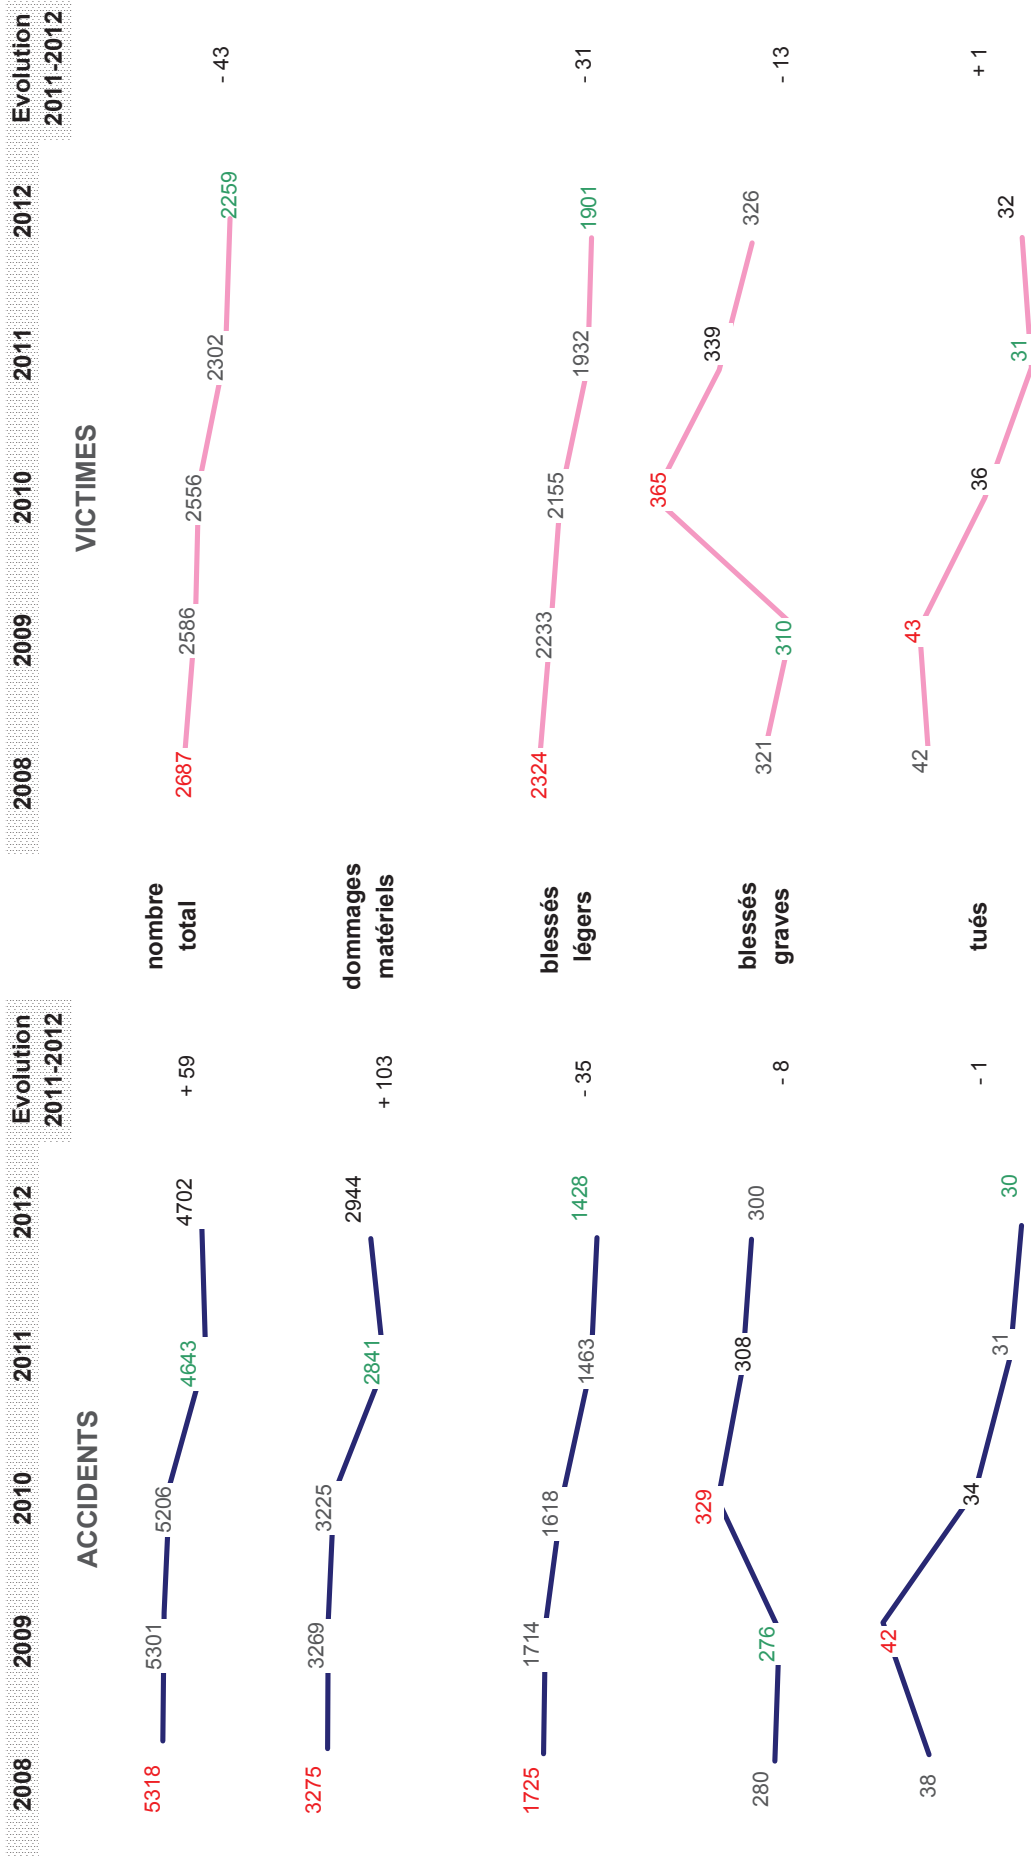 2008 2009 2010 2011 2012 Evolution 2011-2012 2008 2009 2010 2011 2012 Evolution 2011-2012
ACCIDENTS VICTIMES
5318 5301 5206 4643 4702 + 59 nombre total 2687 2586 2556 2302 2259 - 43
3275 3269 3225 2841 2944 + 103 dommages matériels
1725 1714 1618 1463 1428 - 35 blessés légers 2324 2233 2155 1932 1901 - 31
280 276 329 308 300 - 8 blessés graves 321 310 365 339 326 - 13
38 42 34 31 30 - 1 tués 42 43 36 31 32 + 1